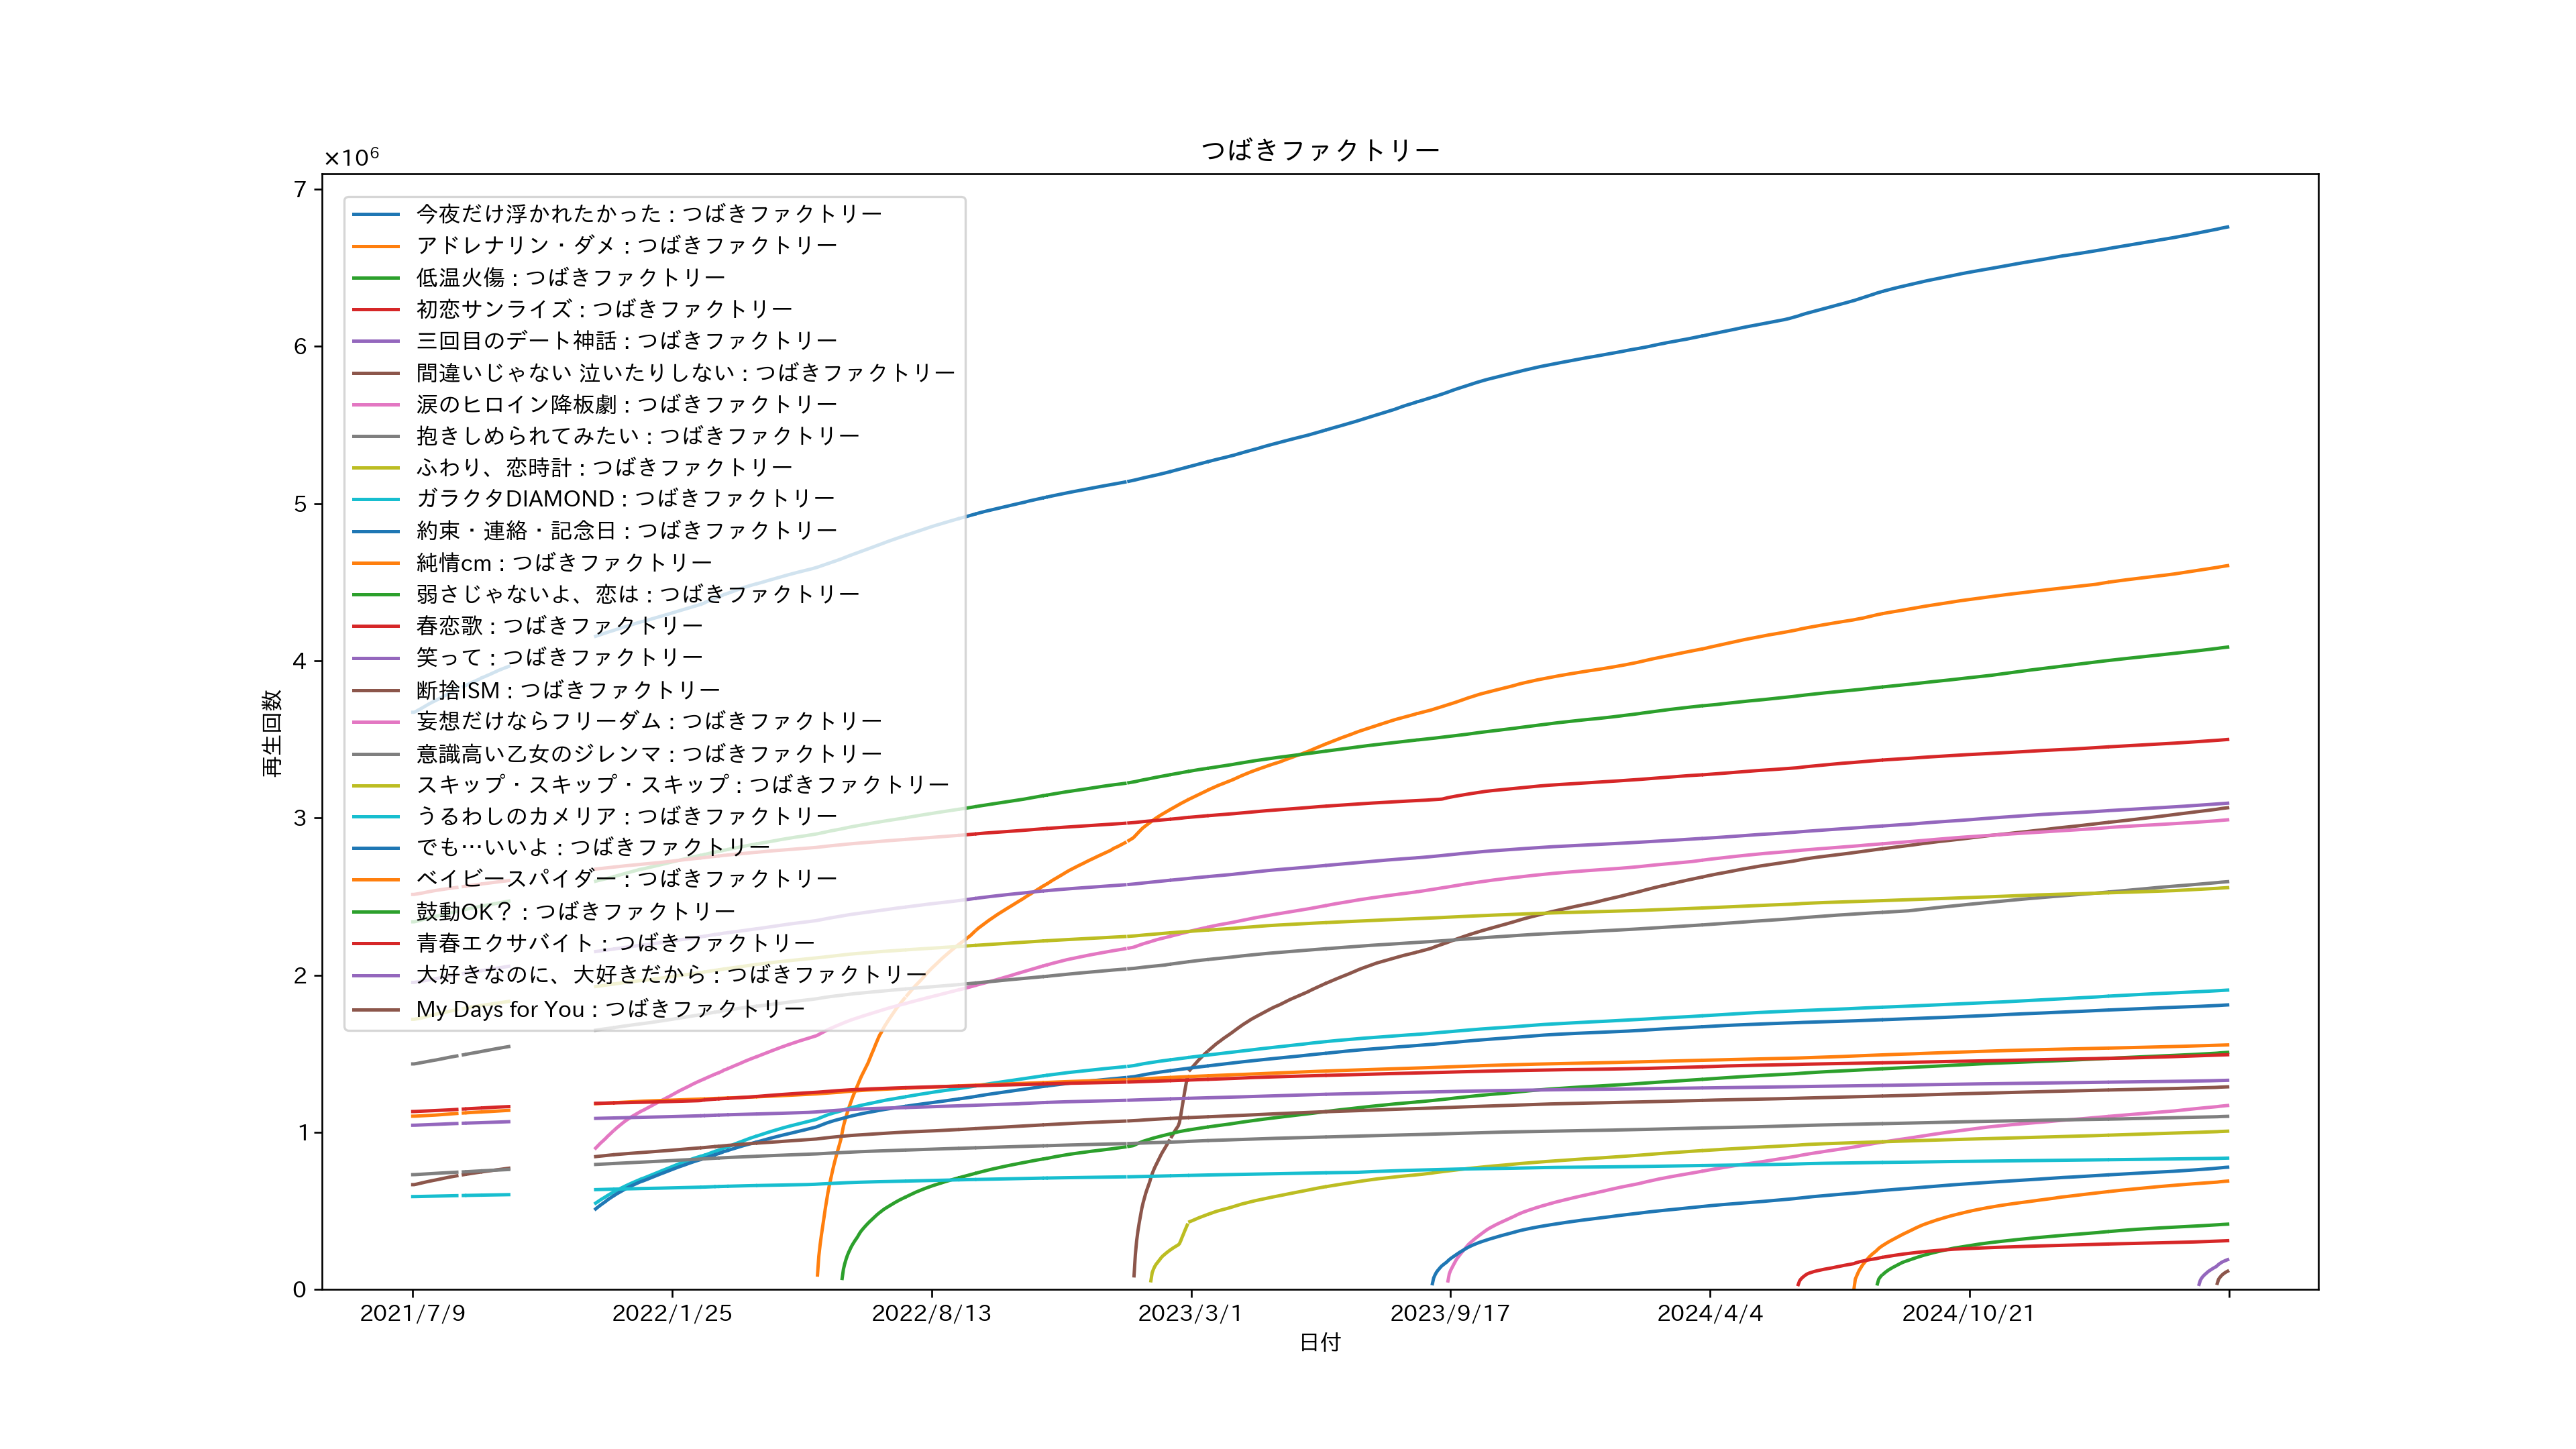 つばきファクトリー
×10⁶
7
6
5
4
3
2
1
0
再生回数
今夜だけ浮かれたかった : つばきファクトリー
アドレナリン・ダメ : つばきファクトリー
低温火傷 : つばきファクトリー
初恋サンライズ : つばきファクトリー
三回目のデート神話 : つばきファクトリー
間違いじゃない 泣いたりしない : つばきファクトリー
涙のヒロイン降板劇 : つばきファクトリー
抱きしめられてみたい : つばきファクトリー
ふわり、恋時計 : つばきファクトリー
ガラクタDIAMOND : つばきファクトリー
約束・連絡・記念日 : つばきファクトリー
純情cm : つばきファクトリー
弱さじゃないよ、恋は : つばきファクトリー
春恋歌 : つばきファクトリー
笑って : つばきファクトリー
断捨ISM : つばきファクトリー
妄想だけならフリーダム : つばきファクトリー
意識高い乙女のジレンマ : つばきファクトリー
スキップ・スキップ・スキップ : つばきファクトリー
うるわしのカメリア : つばきファクトリー
でも…いいよ : つばきファクトリー
ベイビースパイダー : つばきファクトリー
鼓動OK？ : つばきファクトリー
青春エクサバイト : つばきファクトリー
大好きなのに、大好きだから : つばきファクトリー
My Days for You : つばきファクトリー
2021/7/9 2022/1/25 2022/8/13 2023/3/1 2023/9/17 2024/4/4 2024/10/21
日付